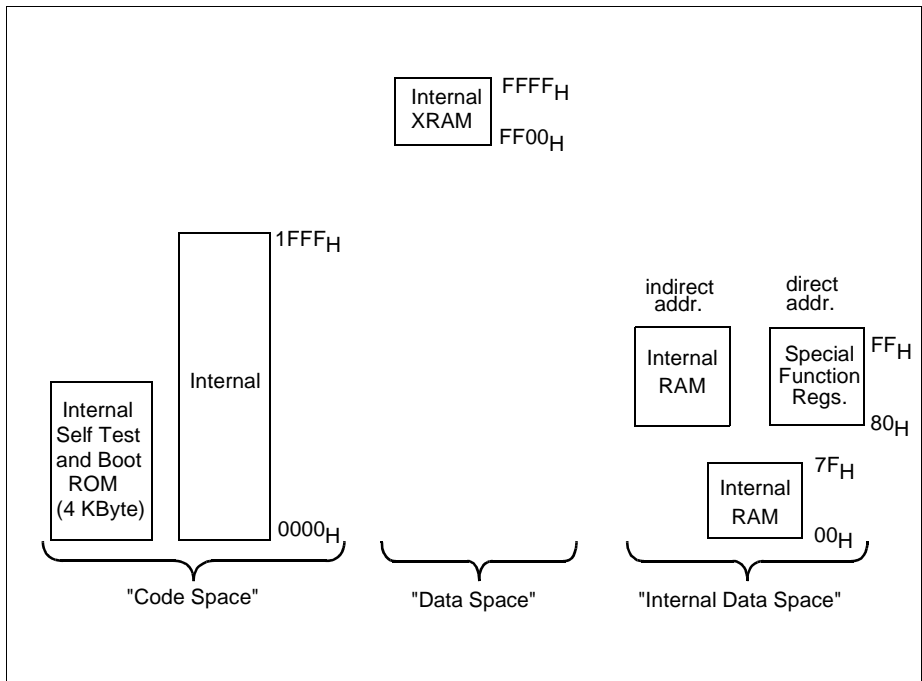 Internal
XRAM
FFFFH
FF00H
1FFFH
Internal
0000H
Internal
Self Test
and Boot
ROM
(4 KByte)
indirect
addr.
direct
addr.
Internal
RAM
Special
Function
Regs.
FFH
80H
Internal
RAM
7FH
00H
"Code Space"
"Data Space"
"Internal Data Space"